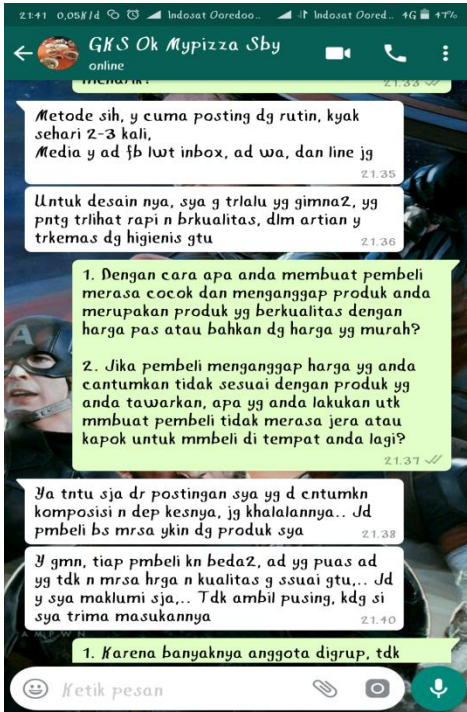 21:41 0,05K/d Indosat Ooredoo.. Indosat Oored.. 4G 47%
GKS Ok Mypizza Sby
online
menarik?
21.33
Metode sih, y cuma posting dg rutin, kyak
sehari 2-3 kali,
Media y ad fb lwt inbox, ad wa, dan line jg
21.35
Untuk desain nya, sya g trlalu yg gimna2, yg
pntg trlihat rapi n brkualitas, dlm artian y
trkemas dg higienis gtu
21.36
1. Dengan cara apa anda membuat pembeli
merasa cocok dan menganggap produk anda
merupakan produk yg berkualitas dengan
harga pas atau bahkan dg harga yg murah?
2. Jika pembeli menganggap harga yg anda
cantumkan tidak sesuai dengan produk yg
anda tawarkan, apa yg anda lakukan utk
mmbuat pembeli tidak merasa jera atau
kapok untuk mmbeli di tempat anda lagi?
21.37
Ya tntu sja dr postingan sya yg d cntumkn
komposisi n dep kesnya, jg khalalannya.. Jd
pmbeli bs mrsa ykin dg produk sya
21.38
Y gmn, tiap pmbeli kn beda2, ad yg puas ad
yg tdk n mrsa hrga n kualitas g ssuai gtu,.. Jd
y sya maklumi sja,.. Tdk ambil pusing, kdg si
sya trima masukannya
21.40
1. Karena banyaknya anggota digrup, tdk
Ketik pesan